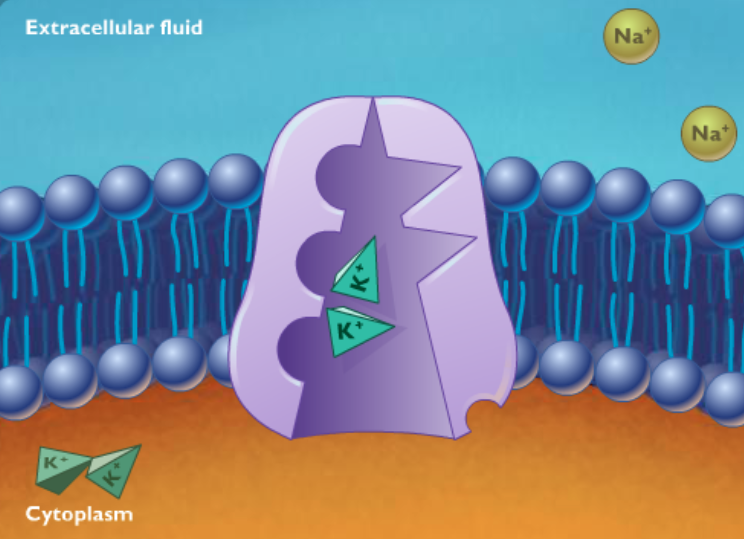 Extracellular fluid
Na⁺
Na⁺
K⁺
K⁺
K⁺
K⁺
Cytoplasm